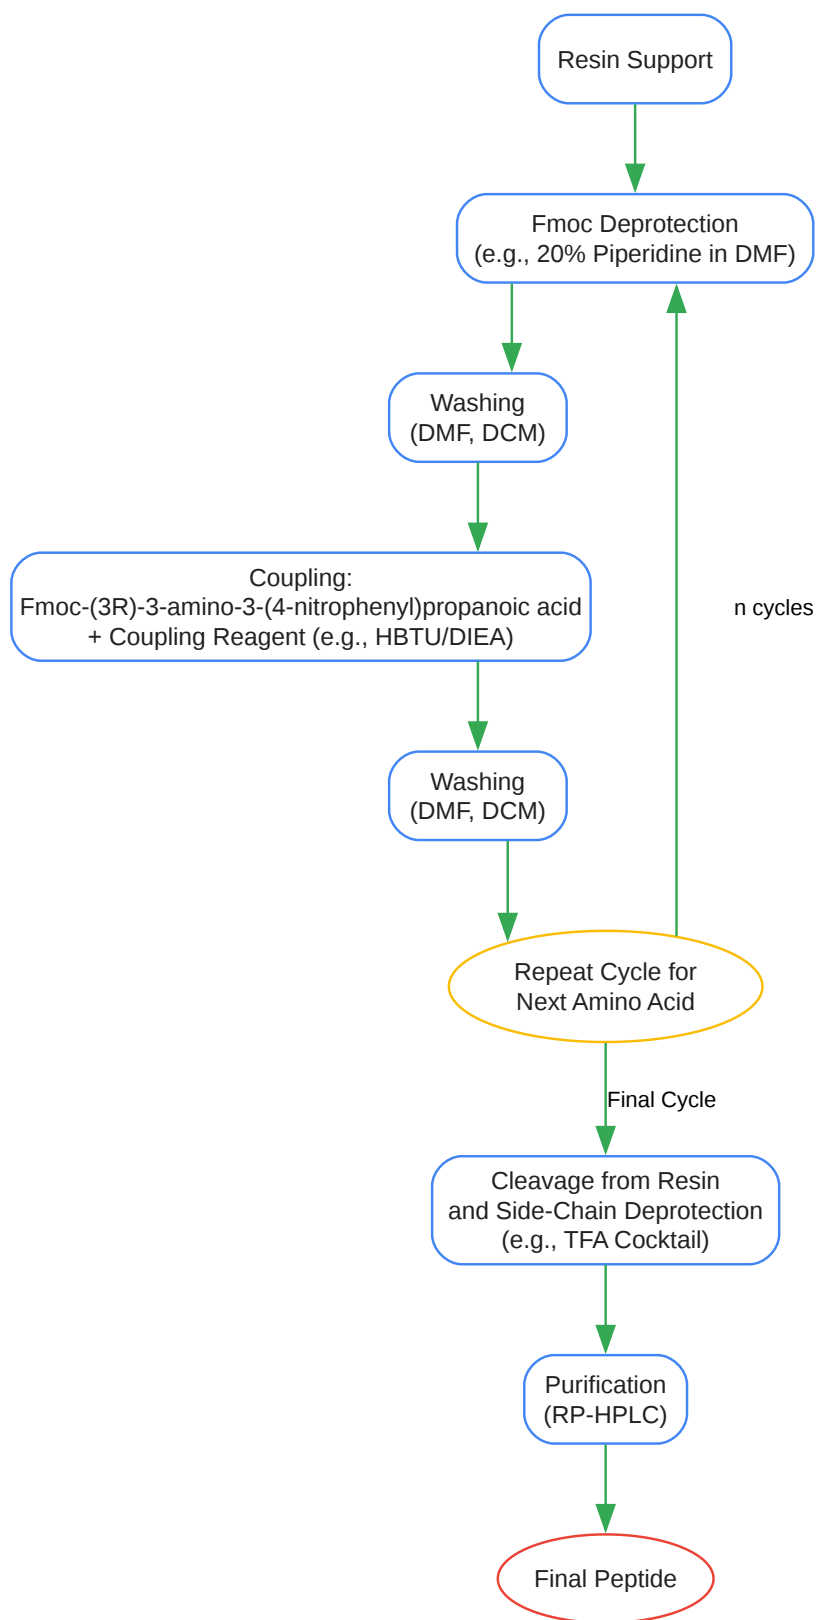 Resin Support
Fmoc Deprotection
(e.g., 20% Piperidine in DMF)
Washing
(DMF, DCM)
Coupling:
Fmoc-(3R)-3-amino-3-(4-nitrophenyl)propanoic acid
+ Coupling Reagent (e.g., HBTU/DIEA)
n cycles
Washing
(DMF, DCM)
Repeat Cycle for
Next Amino Acid
Final Cycle
Cleavage from Resin
and Side-Chain Deprotection
(e.g., TFA Cocktail)
Purification
(RP-HPLC)
Final Peptide